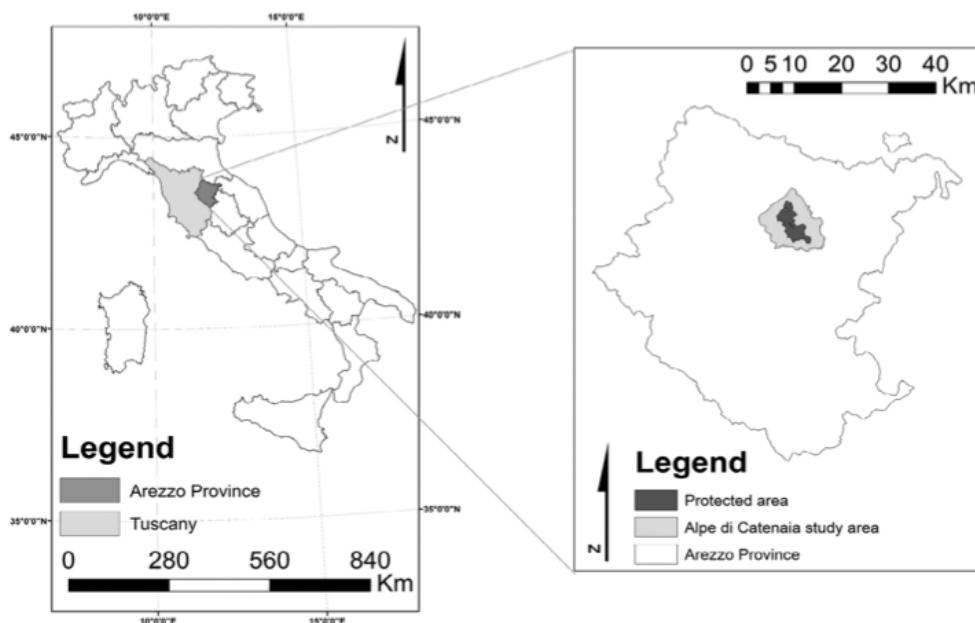 10°0'0"E 15°0'0"E
45°0'0"N 45°0'0"N
40°0'0"N 40°0'0"N
35°0'0"N 35°0'0"N
10°0'0"E 15°0'0"E
N
Legend
Arezzo Province
Tuscany
0 280 560 840
Km
0 5 10 20 30 40
Km
N
Legend
Protected area
Alpe di Catenaia study area
Arezzo Province